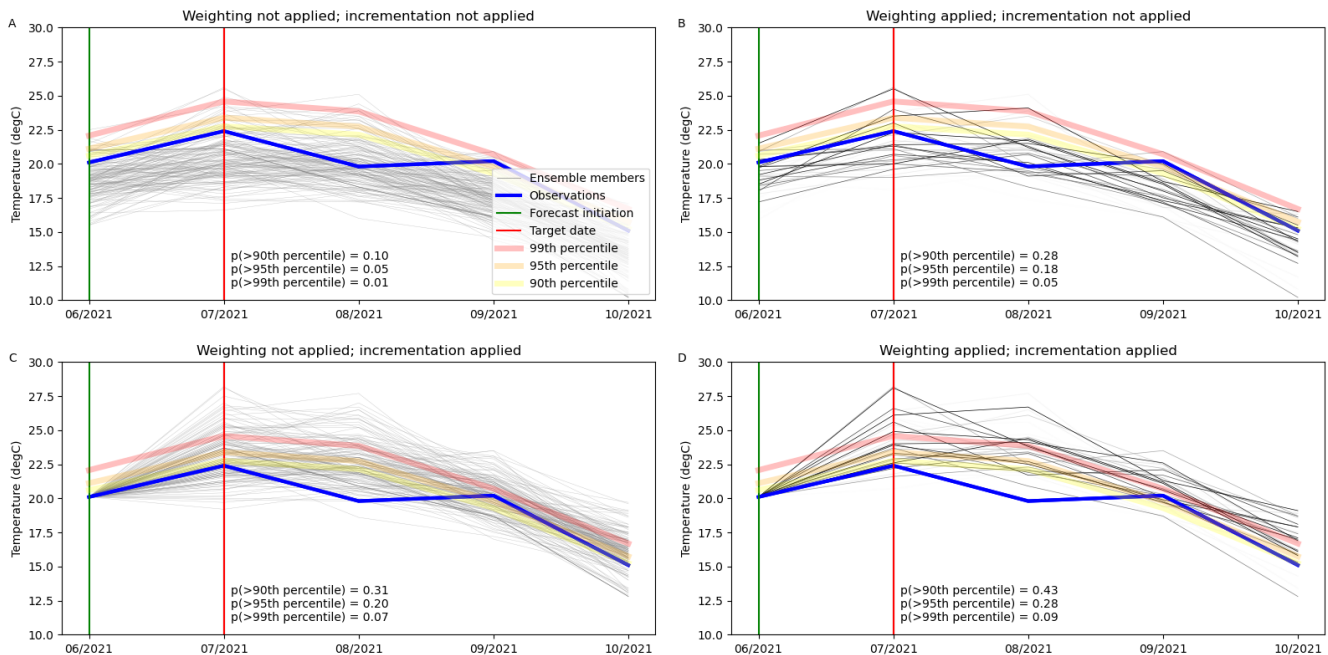 A
Weighting not applied; incrementation not applied
30.0
27.5
25.0
22.5
20.0
17.5
15.0
12.5
10.0
Temperature (degC)
Ensemble members
Observations
Forecast initiation
Target date
99th percentile
95th percentile
90th percentile
p(>90th percentile) = 0.10
p(>95th percentile) = 0.05
p(>99th percentile) = 0.01
06/2021
07/2021
08/2021
09/2021
10/2021
B
Weighting applied; incrementation not applied
30.0
27.5
25.0
22.5
20.0
17.5
15.0
12.5
10.0
Temperature (degC)
p(>90th percentile) = 0.28
p(>95th percentile) = 0.18
p(>99th percentile) = 0.05
06/2021
07/2021
08/2021
09/2021
10/2021
C
Weighting not applied; incrementation applied
30.0
27.5
25.0
22.5
20.0
17.5
15.0
12.5
10.0
Temperature (degC)
p(>90th percentile) = 0.31
p(>95th percentile) = 0.20
p(>99th percentile) = 0.07
06/2021
07/2021
08/2021
09/2021
10/2021
D
Weighting applied; incrementation applied
30.0
27.5
25.0
22.5
20.0
17.5
15.0
12.5
10.0
Temperature (degC)
p(>90th percentile) = 0.43
p(>95th percentile) = 0.28
p(>99th percentile) = 0.09
06/2021
07/2021
08/2021
09/2021
10/2021